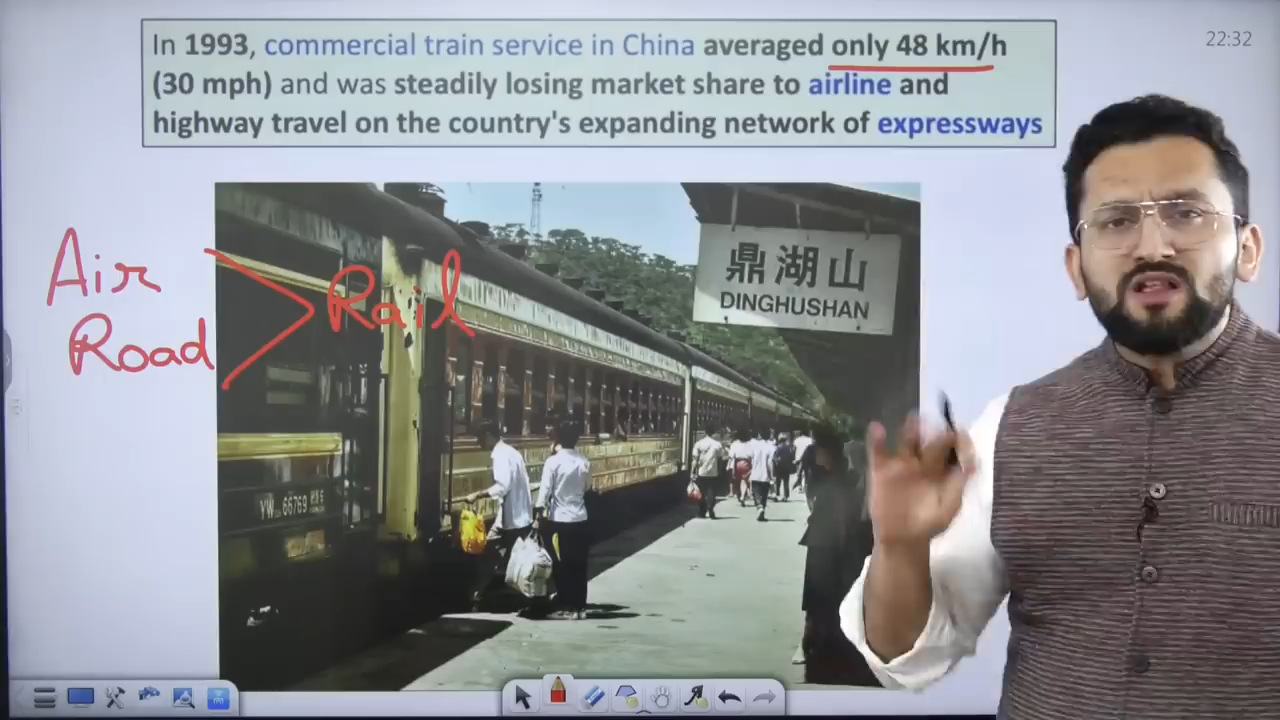 22:32
In 1993, commercial train service in China averaged only 48 km/h
(30 mph) and was steadily losing market share to airline and
highway travel on the country's expanding network of expressways
Air
Road
Rail
鼎湖山
DINGHUSHAN
YW 66769